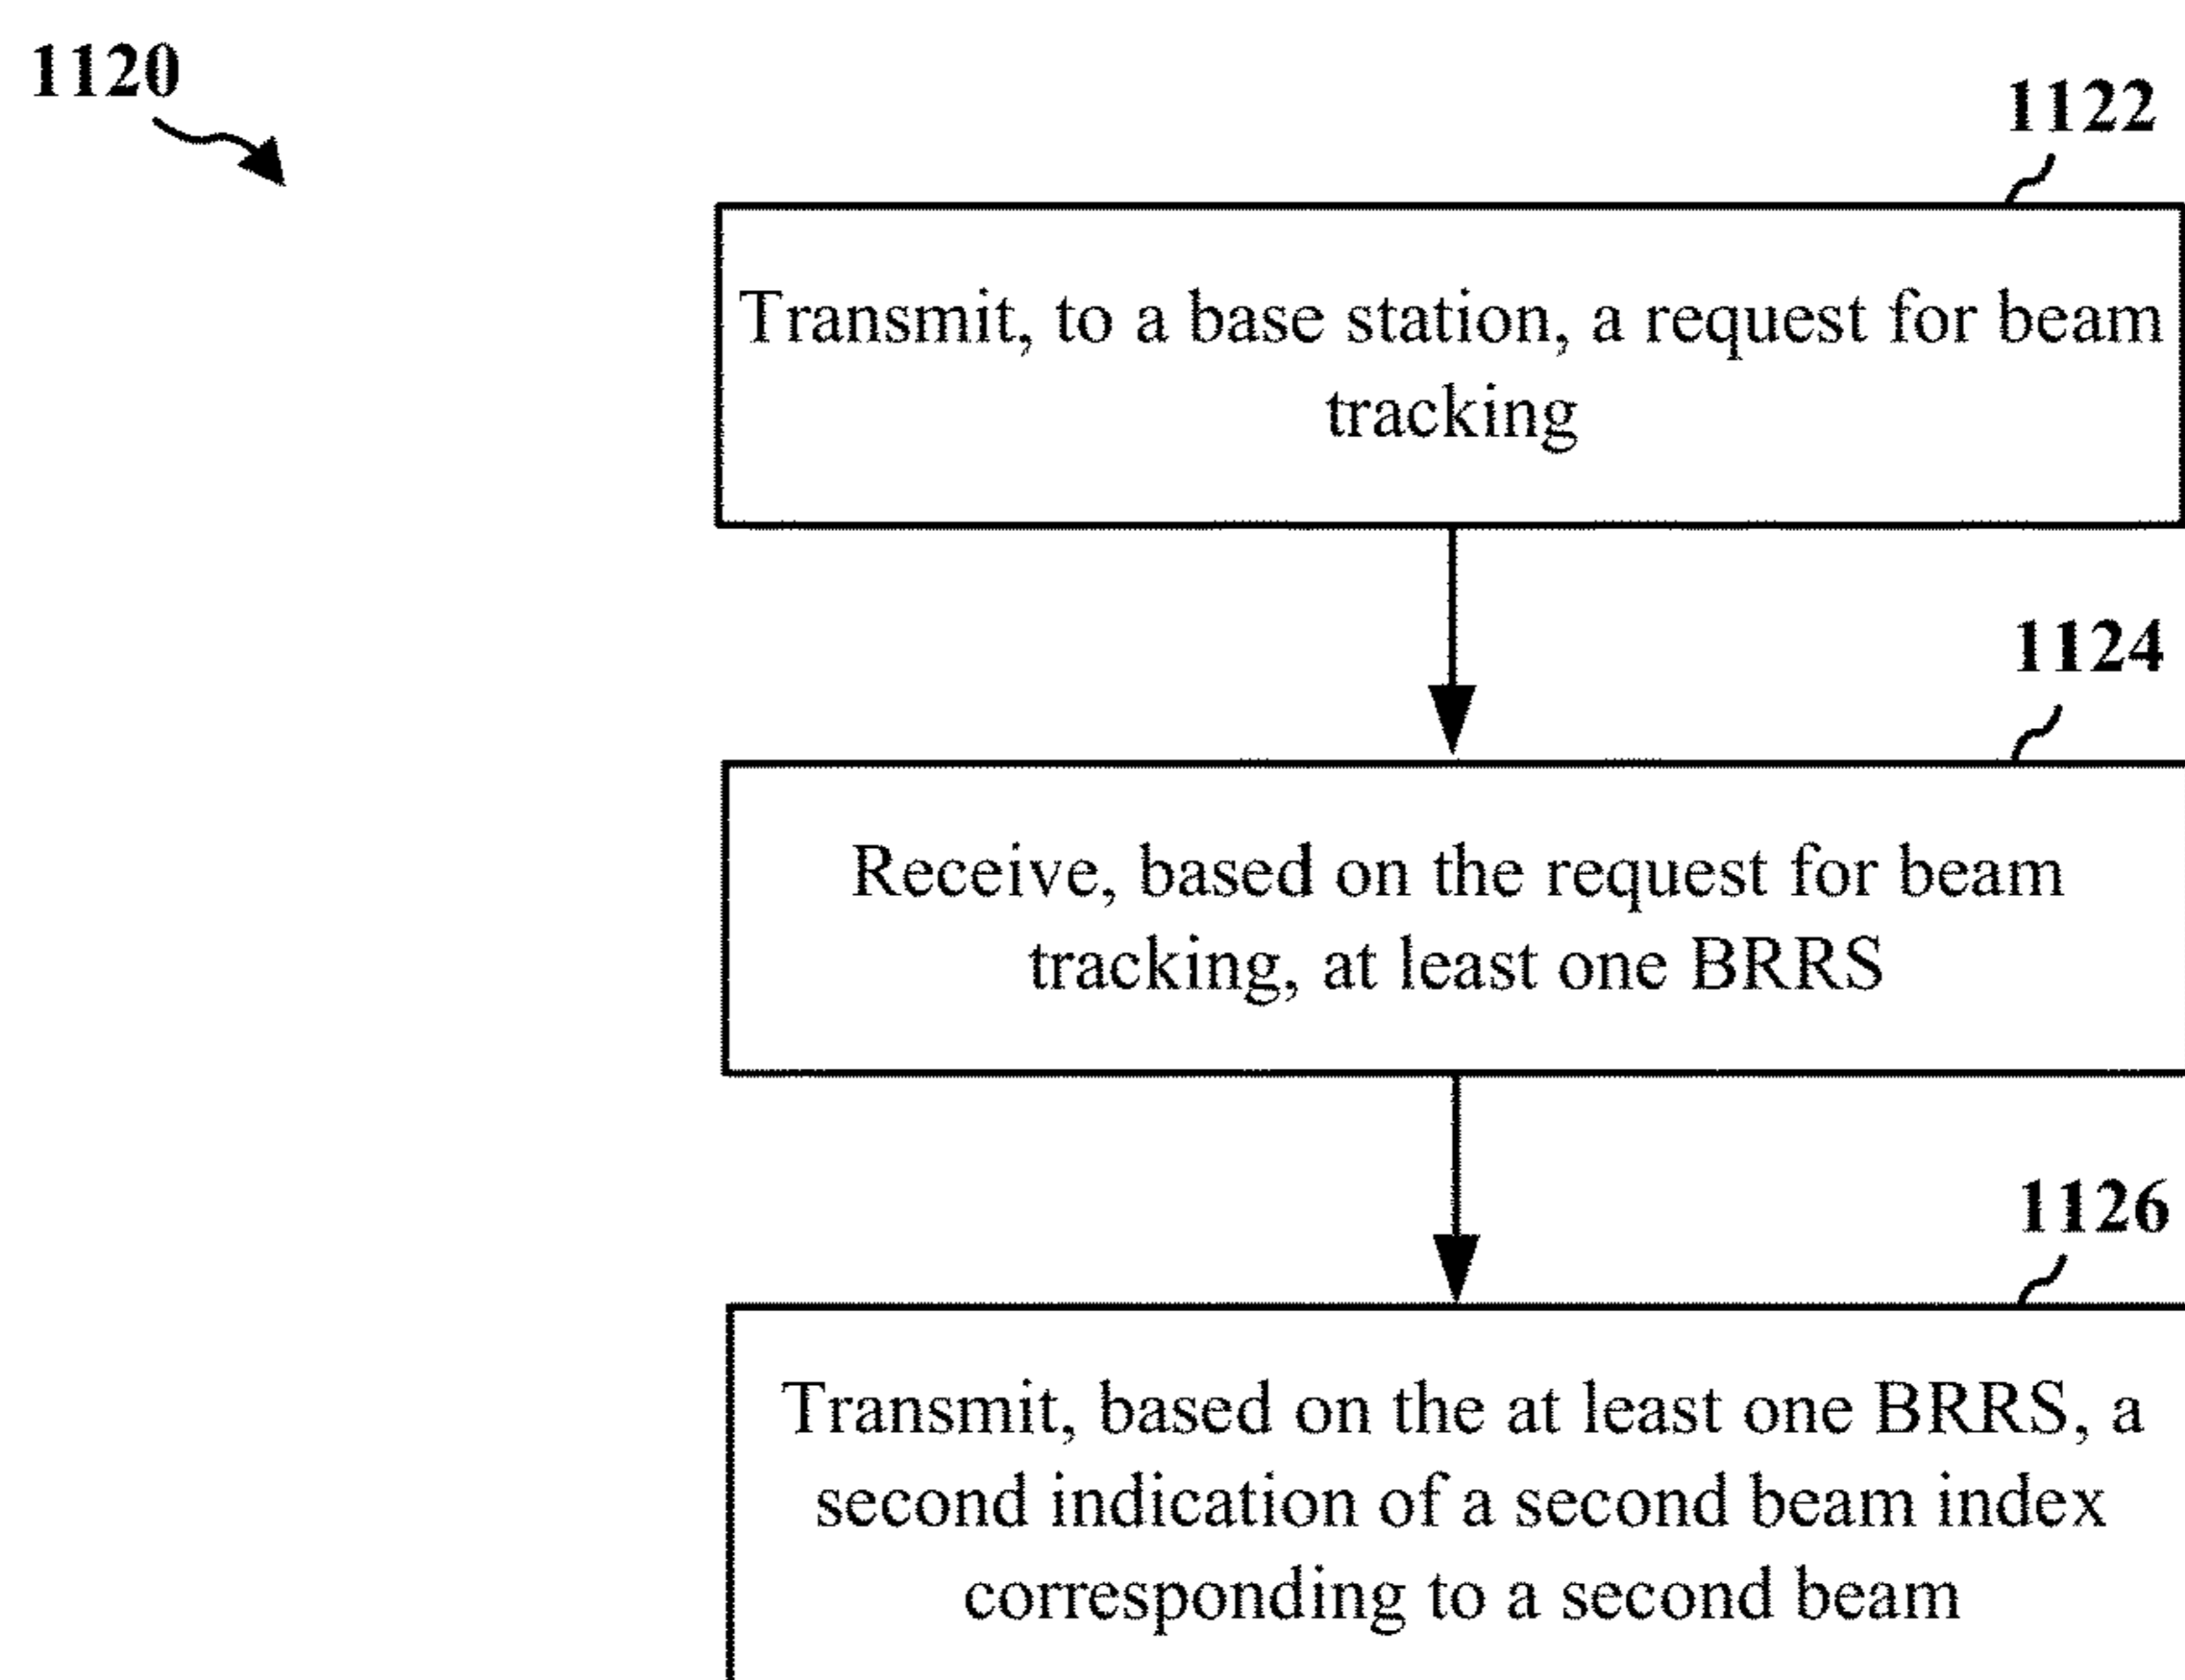 1120
1122
Transmit, to a base station, a request for beam
tracking
1124
Receive, based on the request for beam
tracking, at least one BRRS
1126
Transmit, based on the at least one BRRS, a
second indication of a second beam index
corresponding to a second beam